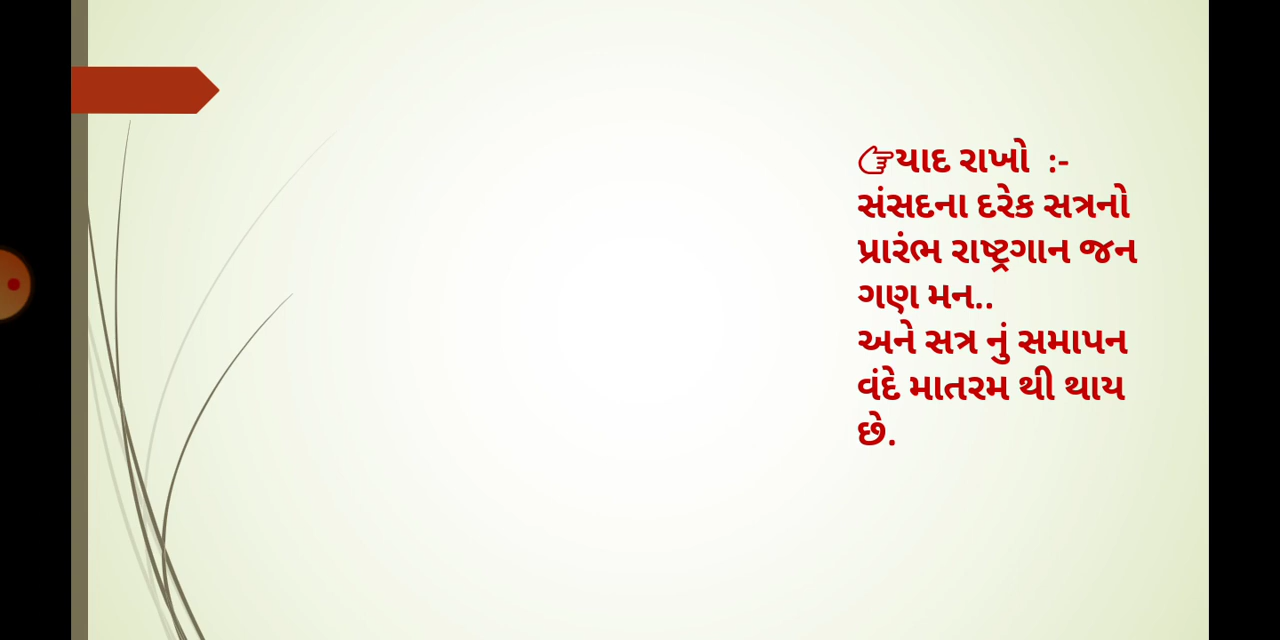 👉યાદ રાખો :-
સંસદના દરેક સત્રનો
પ્રારંભ રાષ્ટ્રગાન જન
ગણ મન..
અને સત્ર નું સમાપન
વંદે માતરમ થી થાય
છે.